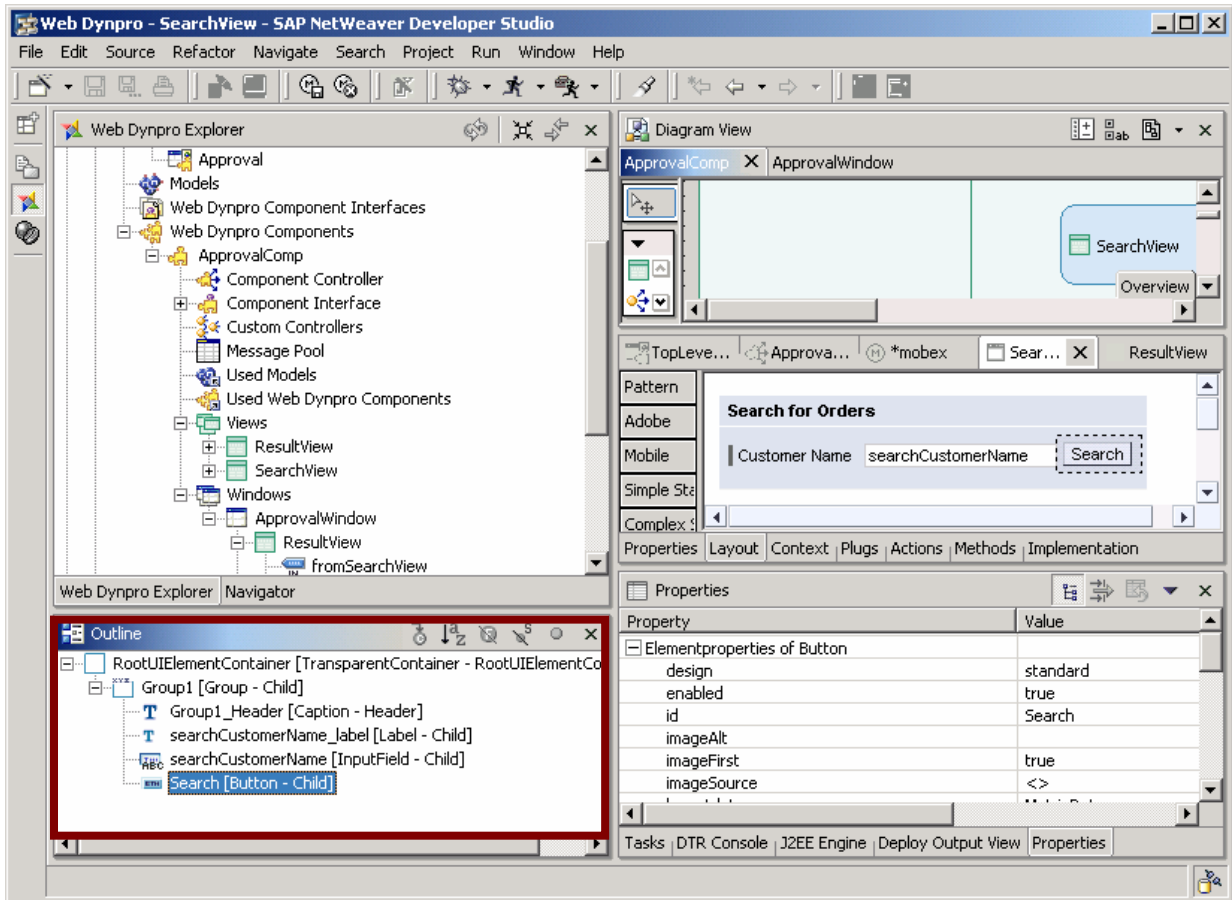 Web Dynpro - SearchView - SAP NetWeaver Developer Studio
File Edit Source Refactor Navigate Search Project Run Window Help
Web Dynpro Explorer
Approval
Models
Web Dynpro Component Interfaces
Web Dynpro Components
ApprovalComp
Component Controller
Component Interface
Custom Controllers
Message Pool
Used Models
Used Web Dynpro Components
Views
ResultView
SearchView
Windows
ApprovalWindow
ResultView
fromSearchView
Web Dynpro Explorer Navigator
Outline
RootUIElementContainer [TransparentContainer - RootUIElementCo
Group1 [Group - Child]
Group1_Header [Caption - Header]
searchCustomerName_label [Label - Child]
searchCustomerName [InputField - Child]
Search [Button - Child]
Diagram View
ApprovalComp ApprovalWindow
SearchView
Overview
TopLeve... Approva... *mobex Sear... ResultView
Pattern
Adobe
Mobile
Simple Sta
Complex S
Search for Orders
Customer Name searchCustomerName Search
Properties Layout Context Plugs Actions Methods Implementation
Properties
Property Value
Elementproperties of Button
design standard
enabled true
id Search
imageAlt
imageFirst true
imageSource <>
Tasks DTR Console J2EE Engine Deploy Output View Properties